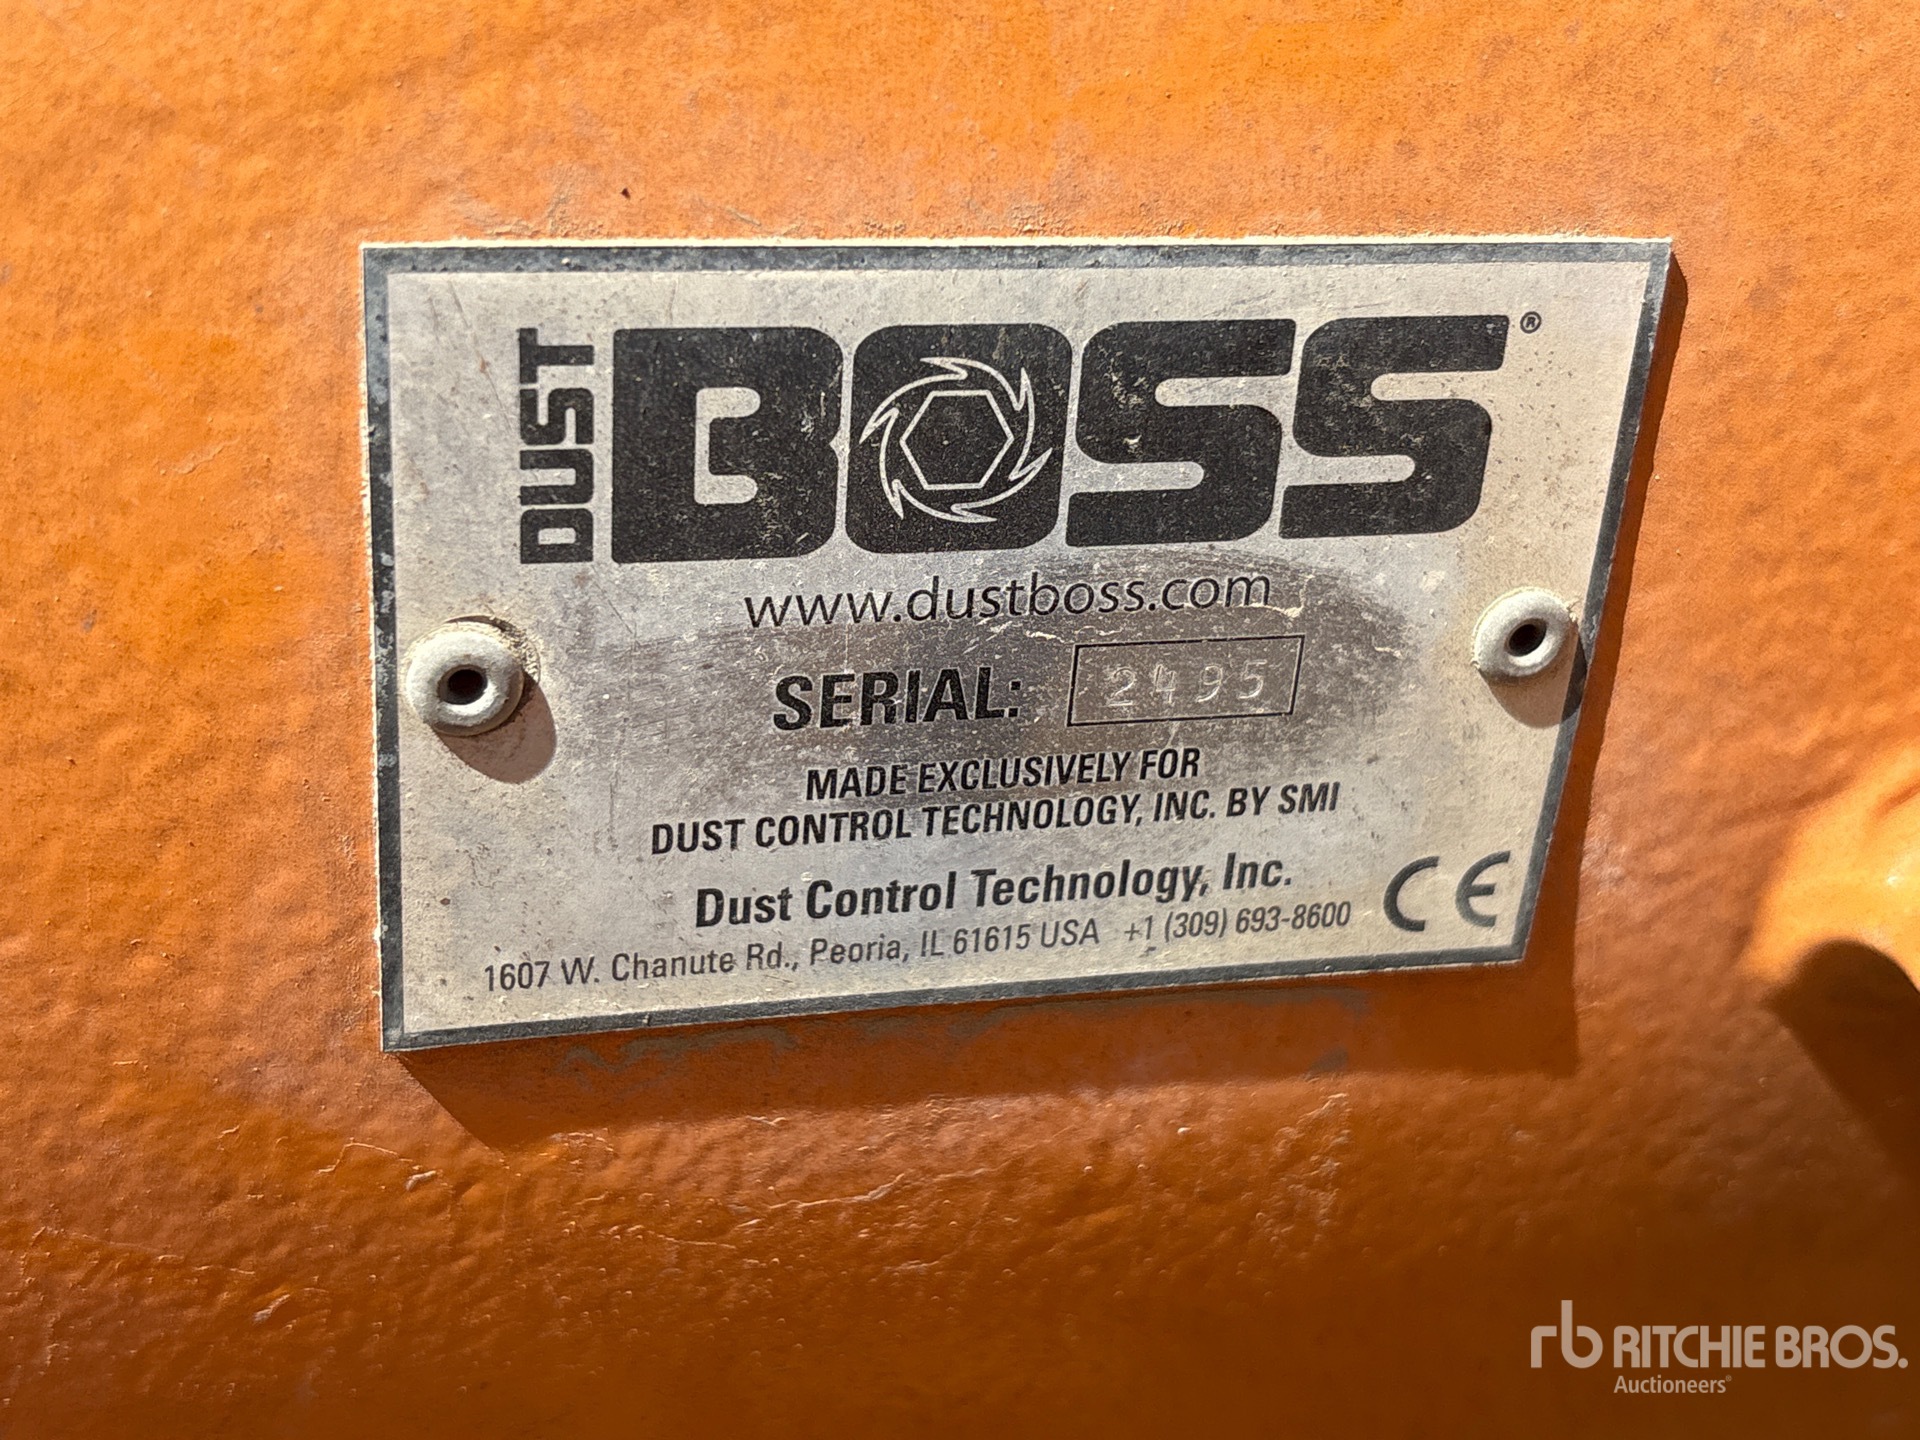 DUST BOSS®
www.dustboss.com
SERIAL: 2495
MADE EXCLUSIVELY FOR
DUST CONTROL TECHNOLOGY, INC. BY SMI
Dust Control Technology, Inc.
1607 W. Chanute Rd., Peoria, IL 61615 USA +1 (309) 693-8600
CE
rb RITCHIE BROS.
Auctioneers®